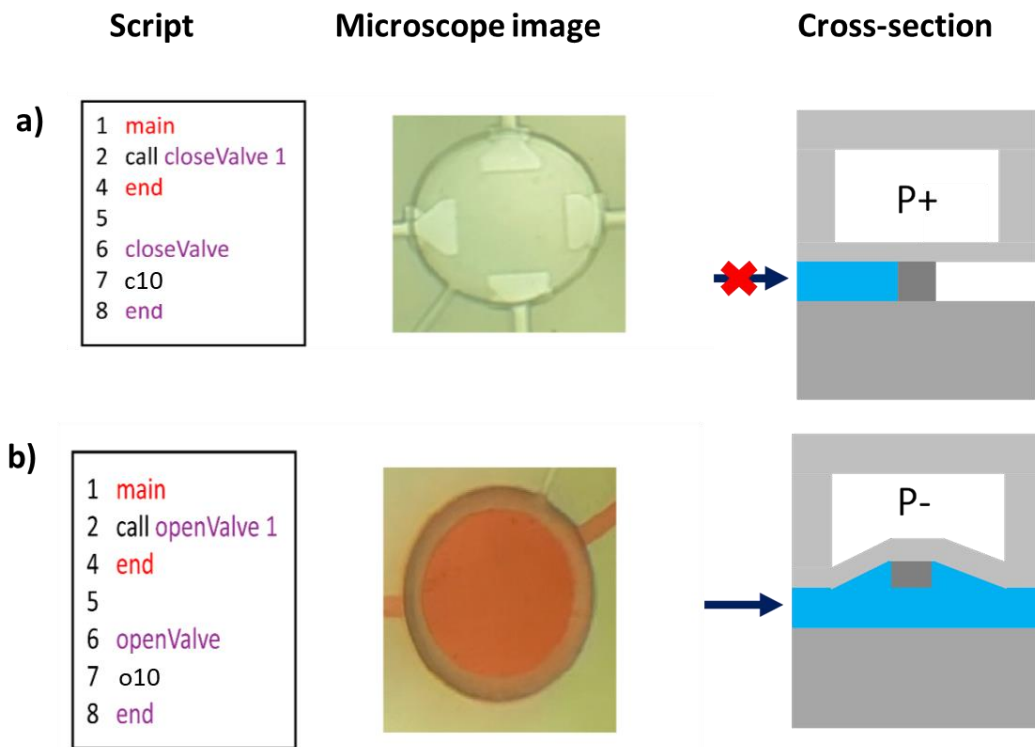 Script Microscope image Cross-section
a)
1 main
2 call closeValve 1
4 end
5
6 closeValve
7 c10
8 end
P+
b)
1 main
2 call openValve 1
4 end
5
6 openValve
7 o10
8 end
P-